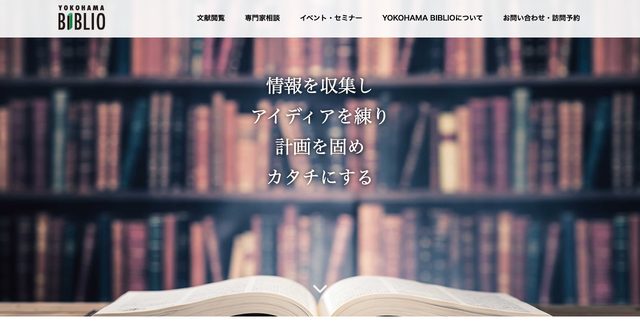 YOKOHAMA
BIBLIO
文献閲覧 専門家相談 イベント・セミナー YOKOHAMA BIBLIOについて お問い合わせ・訪問予約
情報を収集し
アイディアを練り
計画を固め
カタチにする